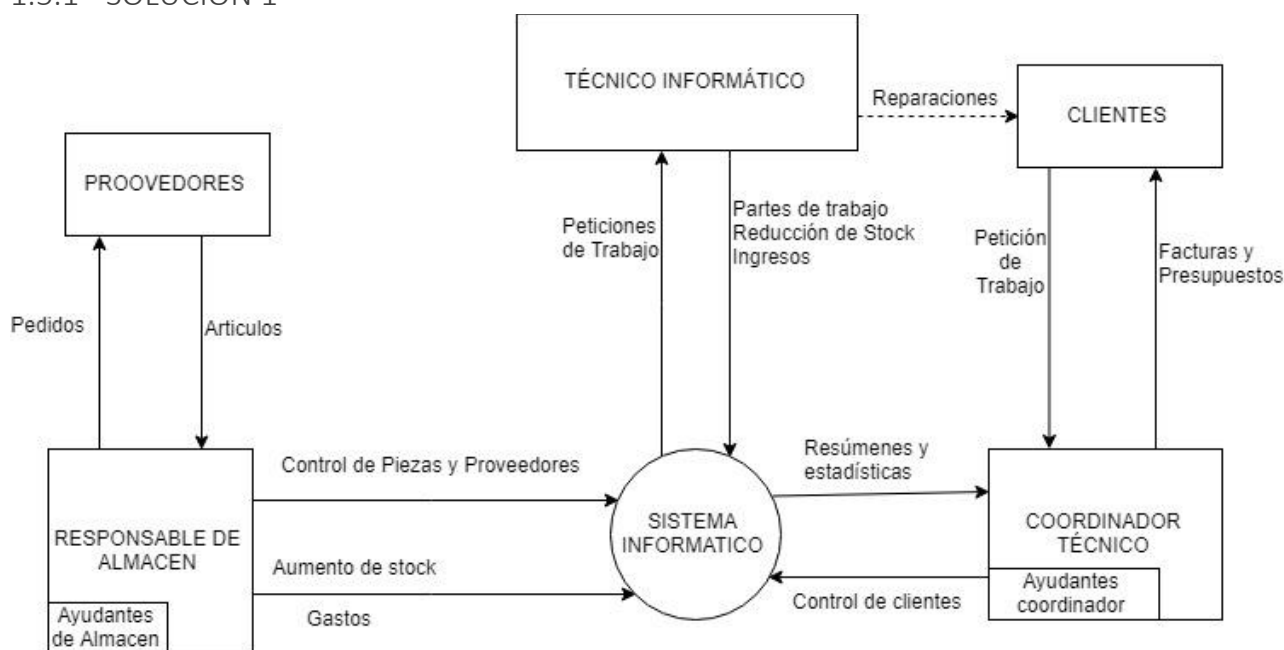 1.5.1 SOLUCIÓN 1
TÉCNICO INFORMÁTICO
Reparaciones
CLIENTES
PROOVEDORES
Peticiones
de Trabajo
Partes de trabajo
Reducción de Stock
Ingresos
Petición
de
Trabajo
Facturas y
Presupuestos
Pedidos
Articulos
Control de Piezas y Proveedores
Resúmenes y
estadísticas
RESPONSABLE DE
ALMACEN
SISTEMA
INFORMATICO
COORDINADOR
TÉCNICO
Aumento de stock
Gastos
Control de clientes
Ayudantes
coordinador
Ayudantes
de Almacen